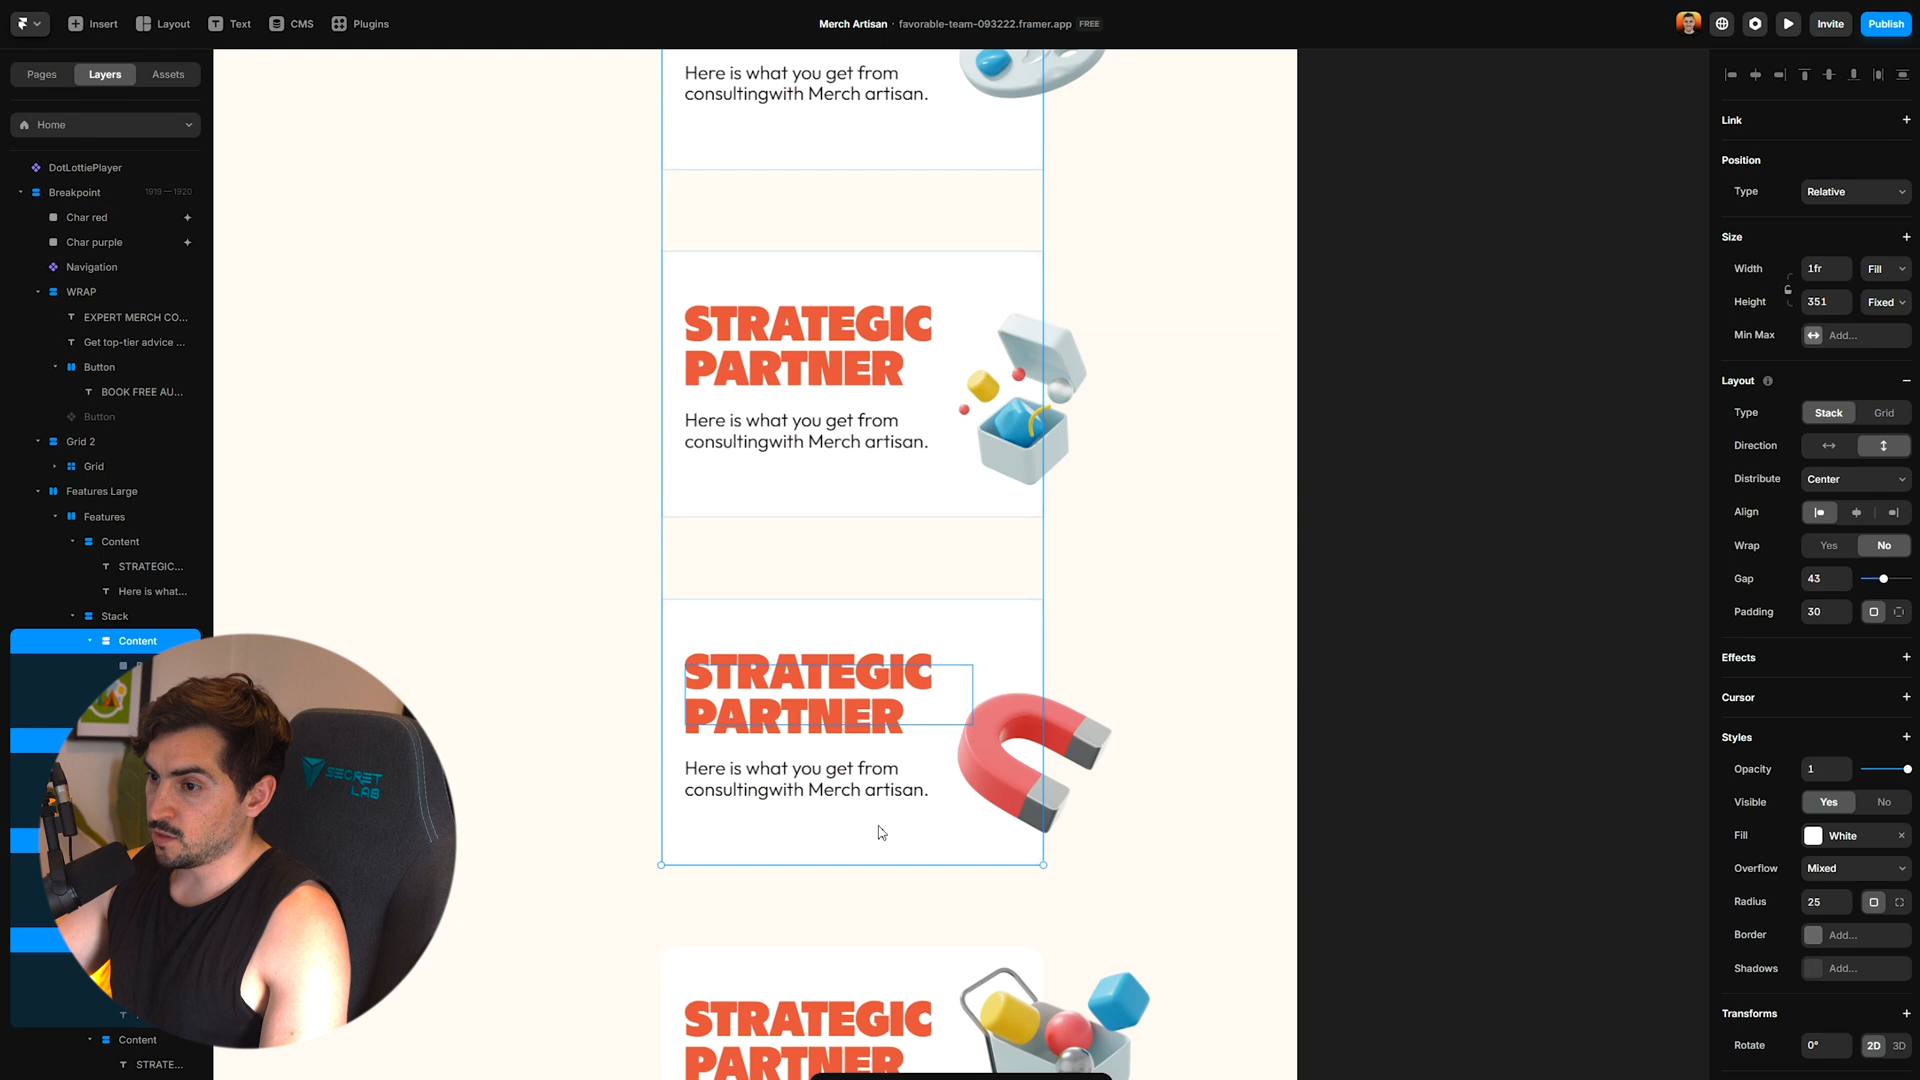 Insert
Layout
Text
CMS
Plugins
Merch Artisan · favorable-team-093222.framer.app FREE
Invite
Publish
Pages
Layers
Assets
Home
DotLottiePlayer
Breakpoint 1919 — 1920
Char red
Char purple
Navigation
WRAP
EXPERT MERCH CO...
Get top-tier advice ...
Button
BOOK FREE AU...
Button
Grid 2
Grid
Features Large
Features
Content
STRATEGIC...
Here is what...
Stack
Content
Content
STRATE...
SECRET
LAB
Here is what you get from
consultingwith Merch artisan.
STRATEGIC
PARTNER
Here is what you get from
consultingwith Merch artisan.
STRATEGIC
PARTNER
Here is what you get from
consultingwith Merch artisan.
STRATEGIC
PARTNER
Link
Position
Type Relative
Size
Width 1fr Fill
Height 351 Fixed
Min Max Add...
Layout
Type Stack Grid
Direction
Distribute Center
Align
Wrap Yes No
Gap 43
Padding 30
Effects
Cursor
Styles
Opacity 1
Visible Yes No
Fill White
Overflow Mixed
Radius 25
Border Add...
Shadows Add...
Transforms
Rotate 0° 2D 3D